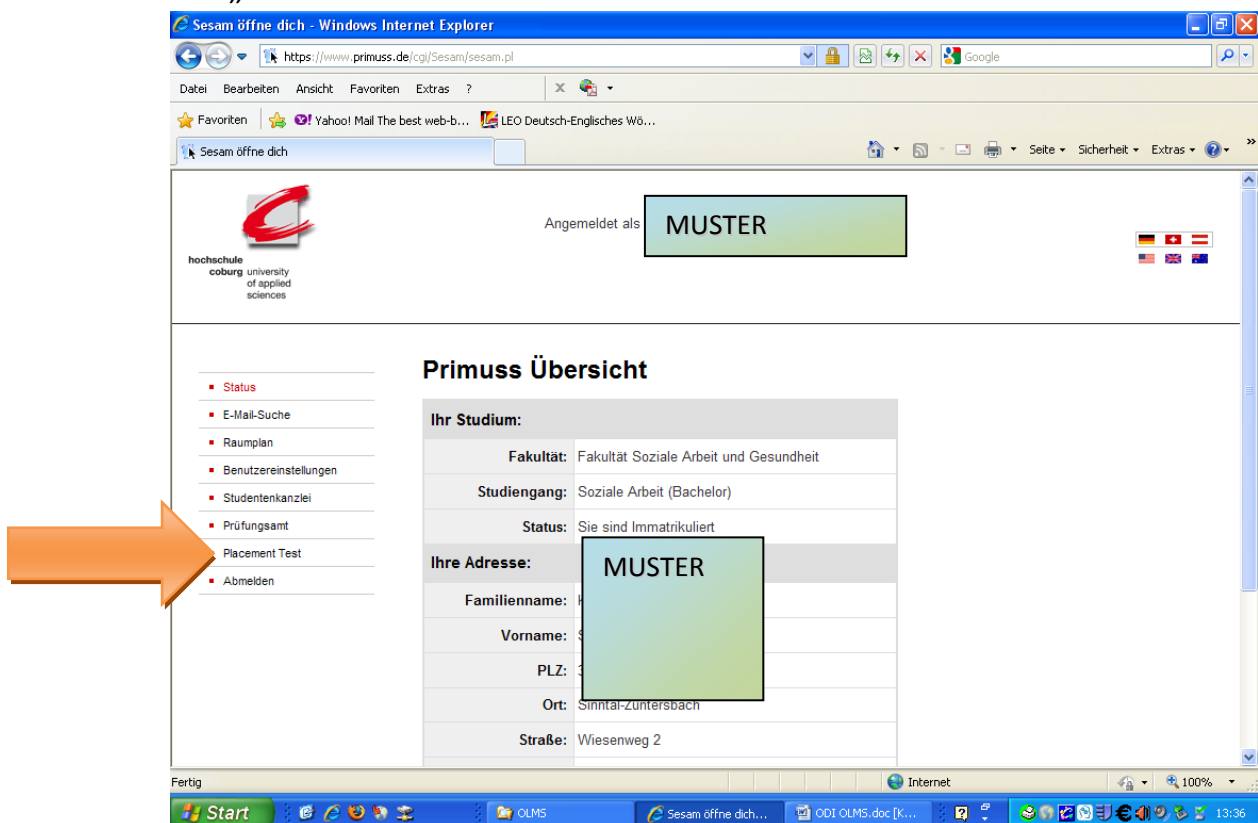 „
Sesam öffne dich - Windows Internet Explorer
https://www.primuss.de/cgi/Sesam/sesam.pl
Google
Datei Bearbeiten Ansicht Favoriten Extras ?
Favoriten Yahoo! Mail The best web-b... LEO Deutsch-Englisches Wö...
Sesam öffne dich
Seite Sicherheit Extras
hochschule
coburg university
of applied
sciences
Angemeldet als MUSTER
Primuss Übersicht
Status
E-Mail-Suche
Raumplan
Benutzereinstellungen
Studentenkanzlei
Prüfungsamt
Placement Test
Abmelden
Ihr Studium:
Fakultät: Fakultät Soziale Arbeit und Gesundheit
Studiengang: Soziale Arbeit (Bachelor)
Status: Sie sind Immatrikuliert
Ihre Adresse:
MUSTER
Familienname:
Vorname:
PLZ:
Ort: Sinntal-Züntersbach
Straße: Wiesenweg 2
Fertig
Internet
100%
Start
OLMS
Sesam öffne dich...
ODI OLMS.doc [K...
13:36